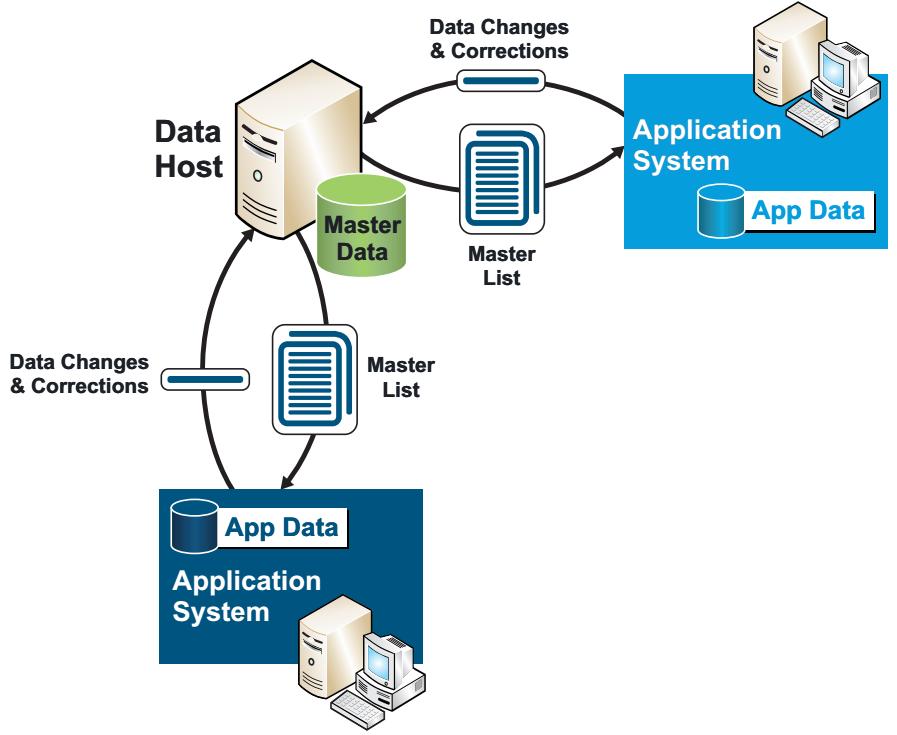 Data Changes
& Corrections
Data
Host
Application
System
App Data
Master
Data
Master
List
Data Changes
& Corrections
Master
List
App Data
Application
System